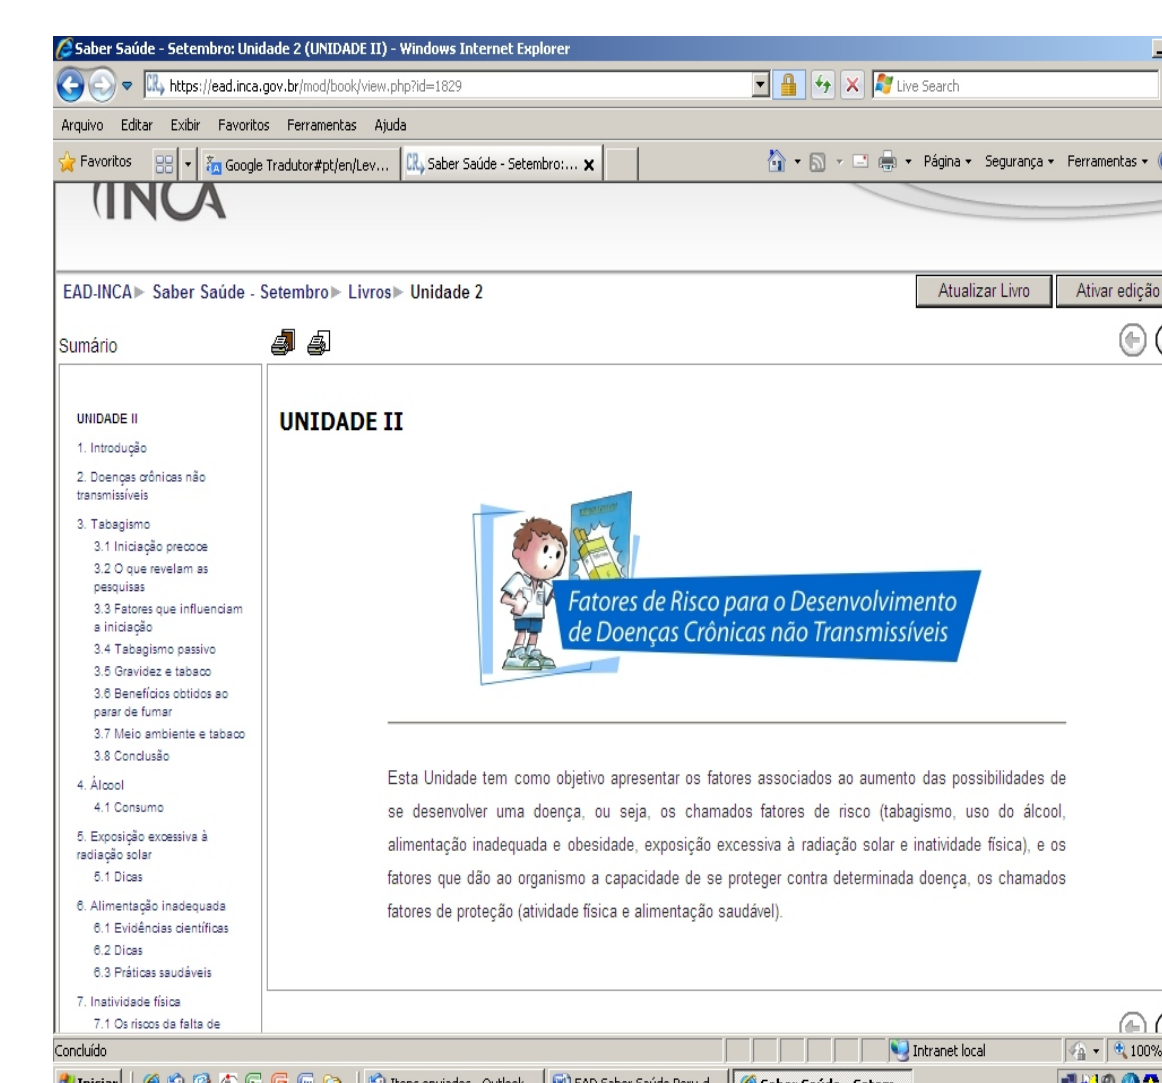 Saber Saúde - Setembro: Unidade 2 (UNIDADE II) - Windows Internet Explorer
https://ead.inca.gov.br/mod/book/view.php?id=1829
Live Search
Arquivo Editar Exibir Favoritos Ferramentas Ajuda
Favoritos
Google Tradutor#pt/en/Lev...
Saber Saúde - Setembro:...
Página
Segurança
Ferramentas
INCA
EAD-INCA Saber Saúde - Setembro Livros Unidade 2
Atualizar Livro
Ativar edição
Sumário
UNIDADE II
1. Introdução
2. Doenças crônicas não
transmissíveis
3. Tabagismo
3.1 Iniciação precoce
3.2 O que revelam as
pesquisas
3.3 Fatores que influenciam
a iniciação
3.4 Tabagismo passivo
3.5 Gravidez e tabaco
3.6 Benefícios obtidos ao
parar de fumar
3.7 Meio ambiente e tabaco
3.8 Conclusão
4. Álcool
4.1 Consumo
5. Exposição excessiva à
radiação solar
5.1 Dicas
6. Alimentação inadequada
6.1 Evidências científicas
6.2 Dicas
6.3 Práticas saudáveis
7. Inatividade física
7.1 Os riscos da falta de
UNIDADE II
Fatores de Risco para o Desenvolvimento
de Doenças Crônicas não Transmissíveis
Esta Unidade tem como objetivo apresentar os fatores associados ao aumento das possibilidades de
se desenvolver uma doença, ou seja, os chamados fatores de risco (tabagismo, uso do álcool,
alimentação inadequada e obesidade, exposição excessiva à radiação solar e inatividade física), e os
fatores que dão ao organismo a capacidade de se proteger contra determinada doença, os chamados
fatores de proteção (atividade física e alimentação saudável).
Concluído
Intranet local
100%
Iniciar
Itens enviados - Outlook
EAD Saber Saúde Peru d...
Saber Saúde - Setem...